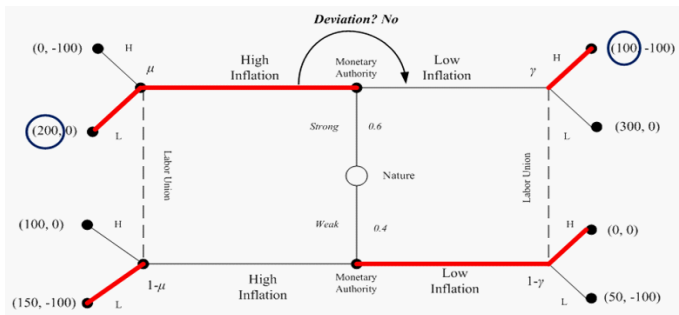 Deviation? No
(0, -100)
H
μ
High
Inflation
Monetary
Authority
Low
Inflation
γ
H
(100, -100)
(200,0)
L
Strong
0.6
L
(300, 0)
Labor Union
Nature
Labor Union
(100, 0)
H
Weak
0.4
H
(0, 0)
(150, -100)
L
1-μ
High
Inflation
Monetary
Authority
Low
Inflation
1-γ
L
(50, -100)